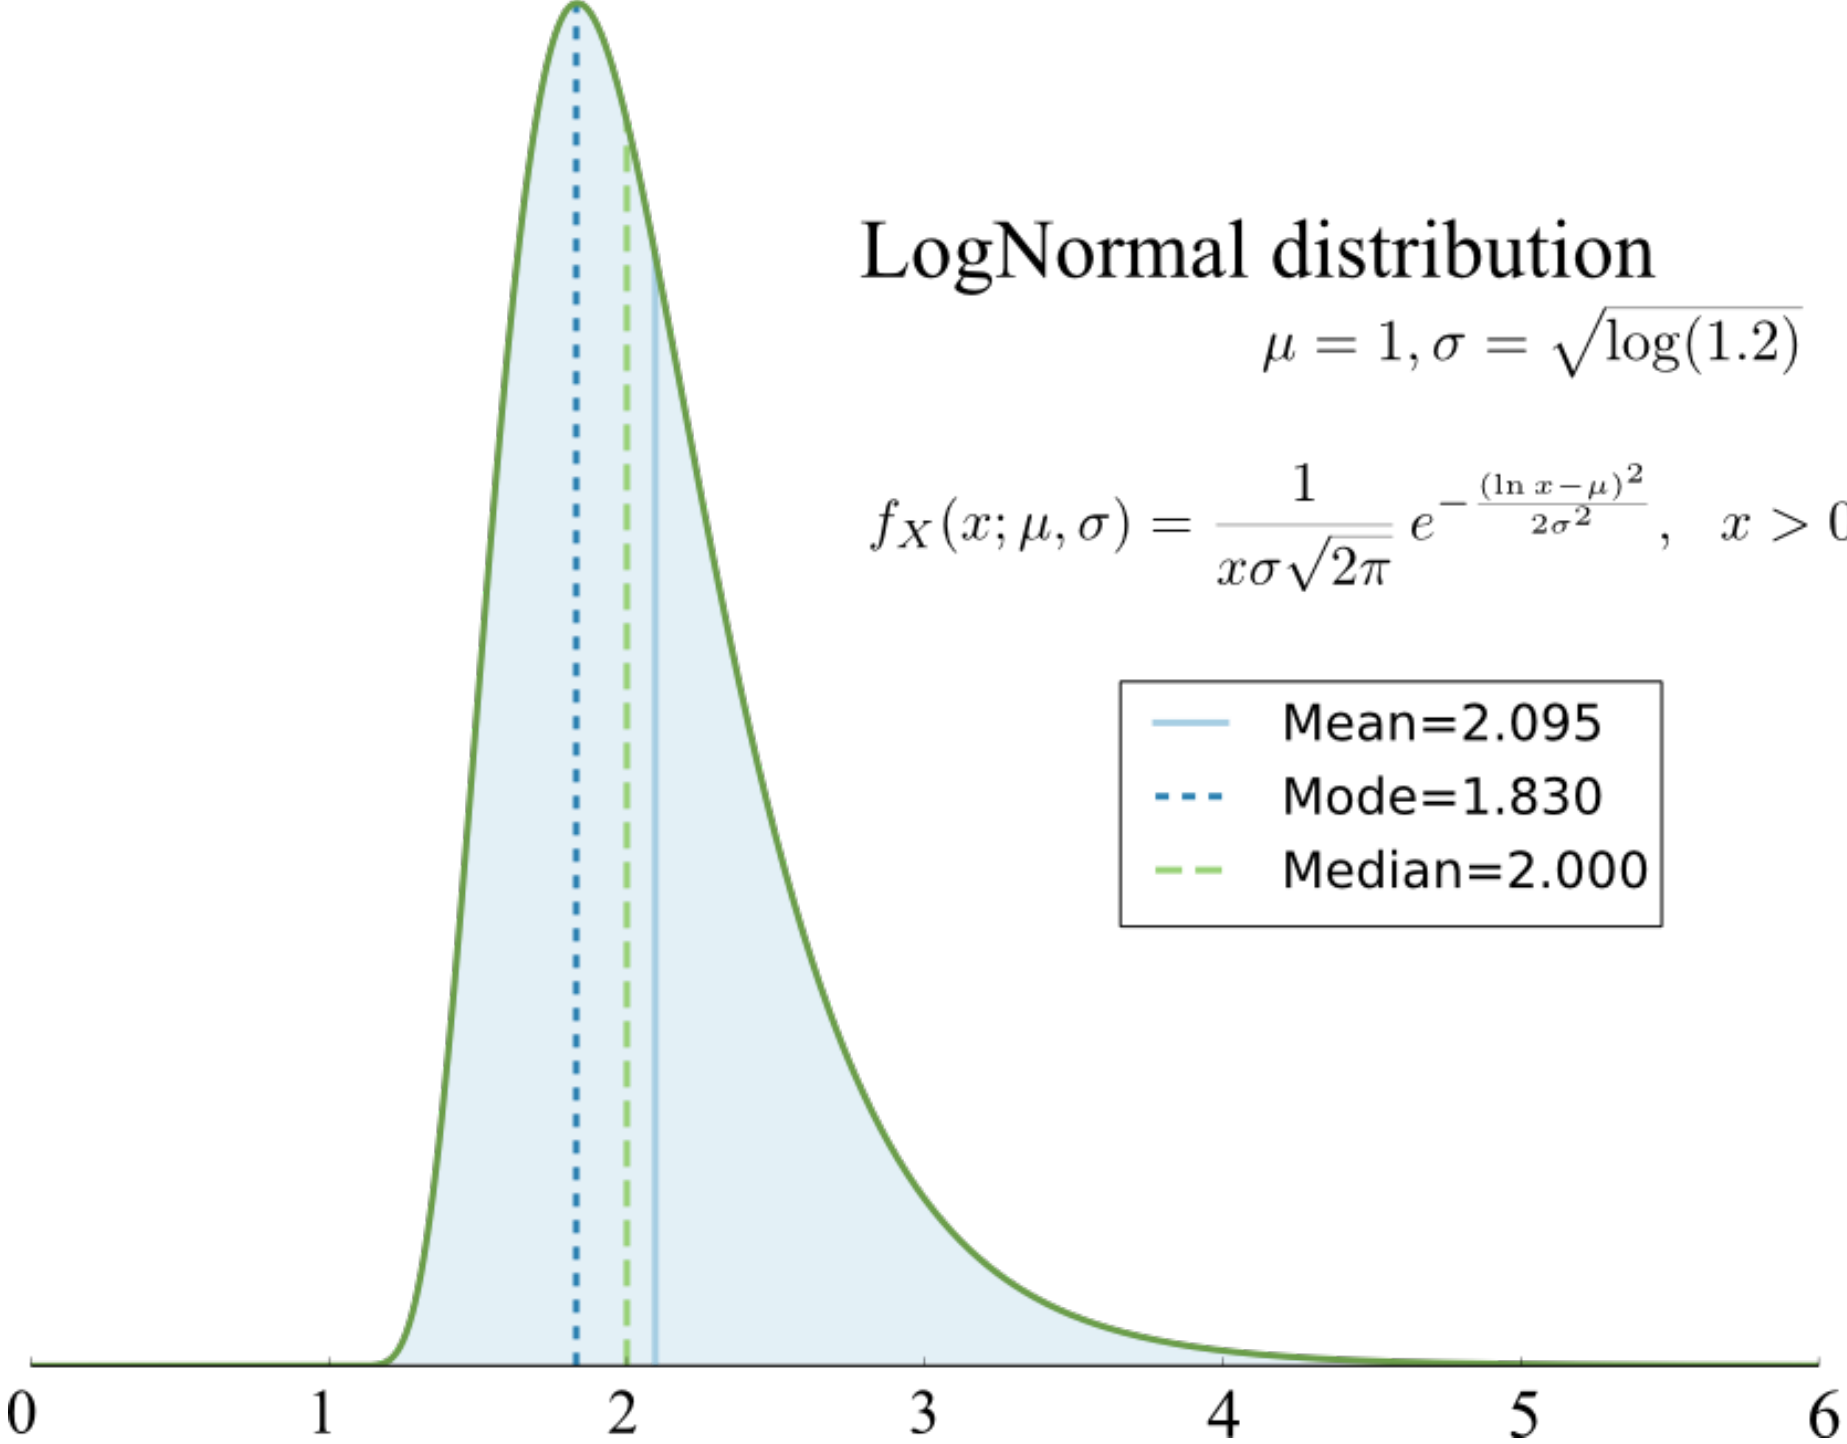 LogNormal distribution
μ = 1, σ = √log(1.2)
f_X(x; μ, σ) = 1/(xσ√2π) e^{-(ln x−μ)²/(2σ²)}, x > 0
Mean=2.095
Mode=1.830
Median=2.000
0 1 2 3 4 5 6